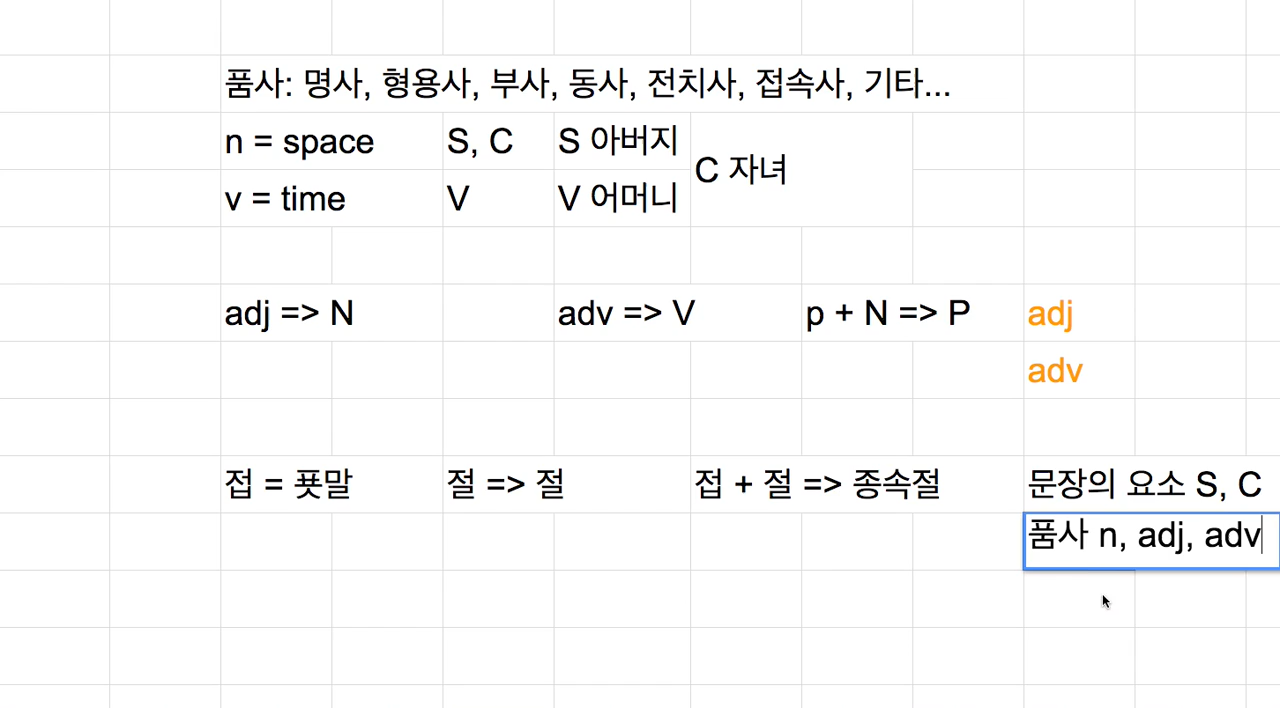 품사: 명사, 형용사, 부사, 동사, 전치사, 접속사, 기타...
n = space S, C S 아버지
C 자녀
v = time V V 어머니
adj => N adv => V p + N => P adj
adv
접 = 푯말 절 => 절 접 + 절 => 종속절 문장의 요소 S, C
품사 n, adj, adv